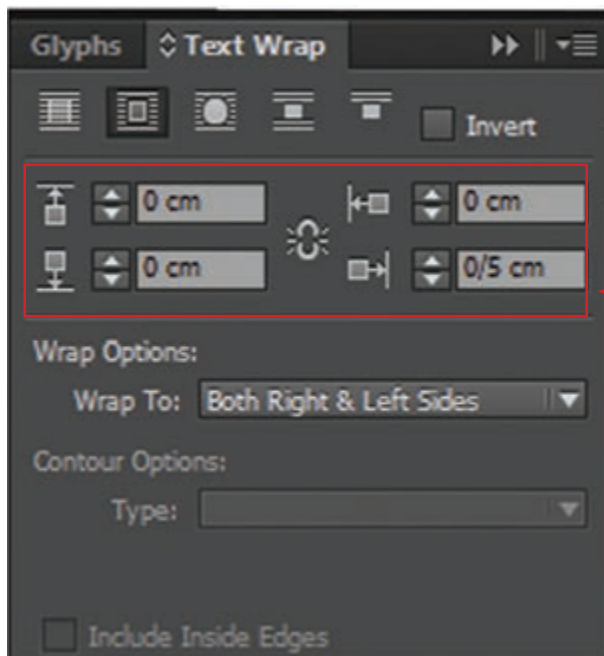 Glyphs Text Wrap
Invert
0 cm 0 cm
0 cm 0/5 cm
Wrap Options:
Wrap To: Both Right & Left Sides
Contour Options:
Type:
Include Inside Edges